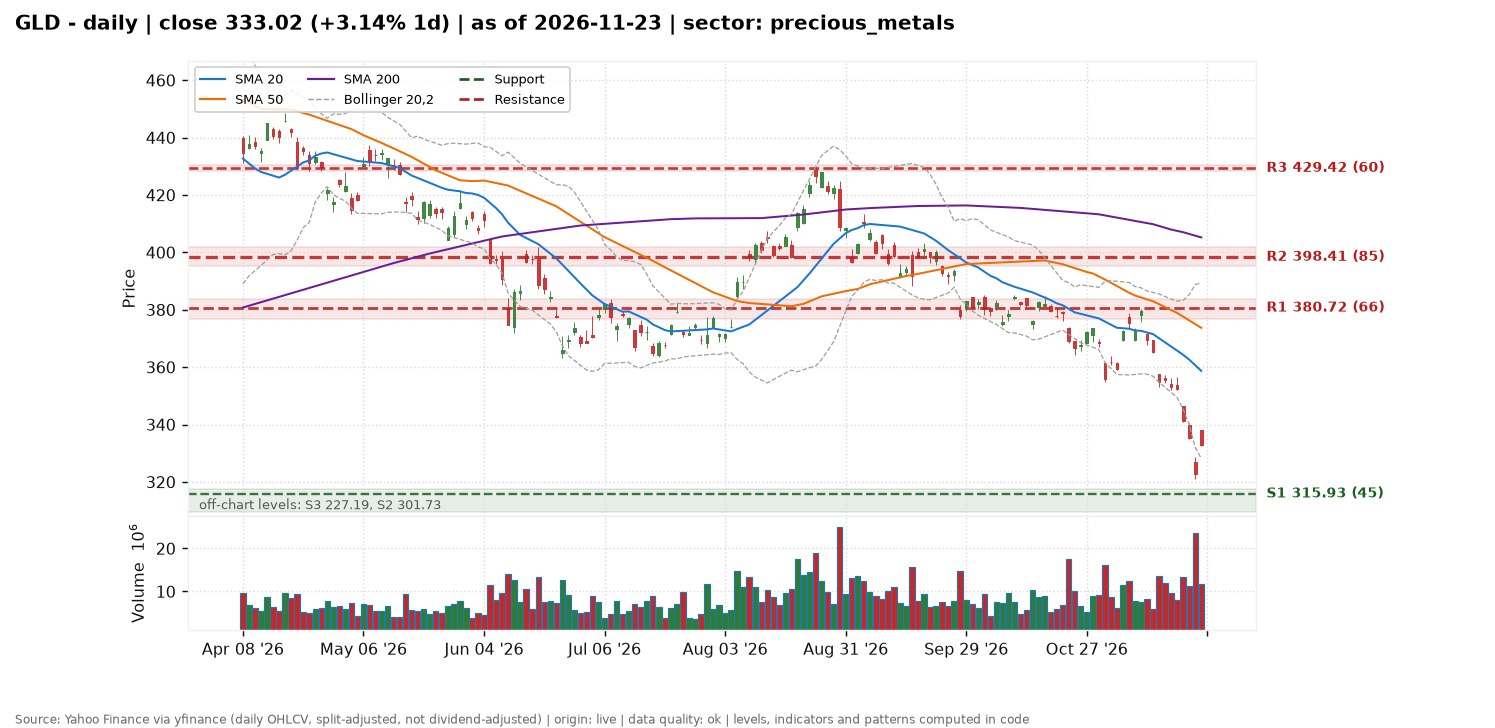 GLD - daily | close 333.02 (+3.14% 1d) | as of 2026-11-23 | sector: precious_metals
SMA 20
SMA 50
SMA 200
Bollinger 20,2
Support
Resistance
Price
460
440
420
400
380
360
340
320
R3 429.42 (60)
R2 398.41 (85)
R1 380.72 (66)
S1 315.93 (45)
off-chart levels: S3 227.19, S2 301.73
Volume 10⁶
20
10
Apr 08 '26
May 06 '26
Jun 04 '26
Jul 06 '26
Aug 03 '26
Aug 31 '26
Sep 29 '26
Oct 27 '26
Source: Yahoo Finance via yfinance (daily OHLCV, split-adjusted, not dividend-adjusted) | origin: live | data quality: ok | levels, indicators and patterns computed in code